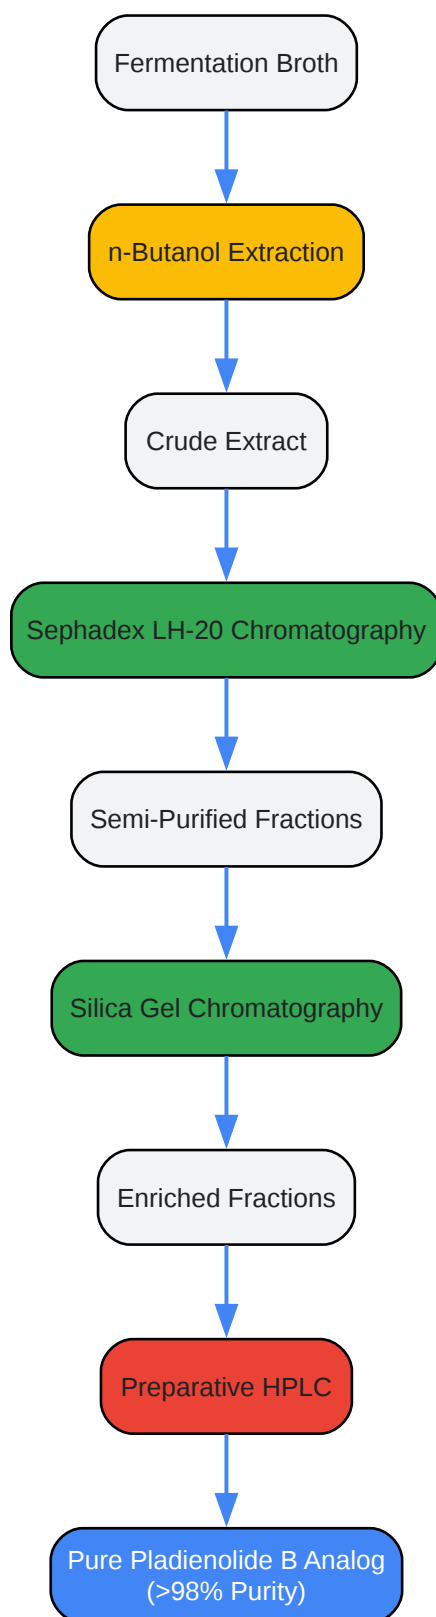 Fermentation Broth
n-Butanol Extraction
Crude Extract
Sephadex LH-20 Chromatography
Semi-Purified Fractions
Silica Gel Chromatography
Enriched Fractions
Preparative HPLC
Pure Pladienolide B Analog
(>98% Purity)